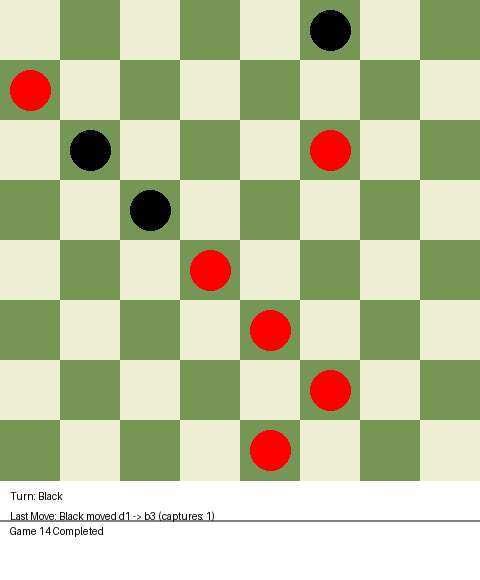 Turn: Black
Last Move: Black moved d1 -> b3 (captures: 1)
Game 14 Completed